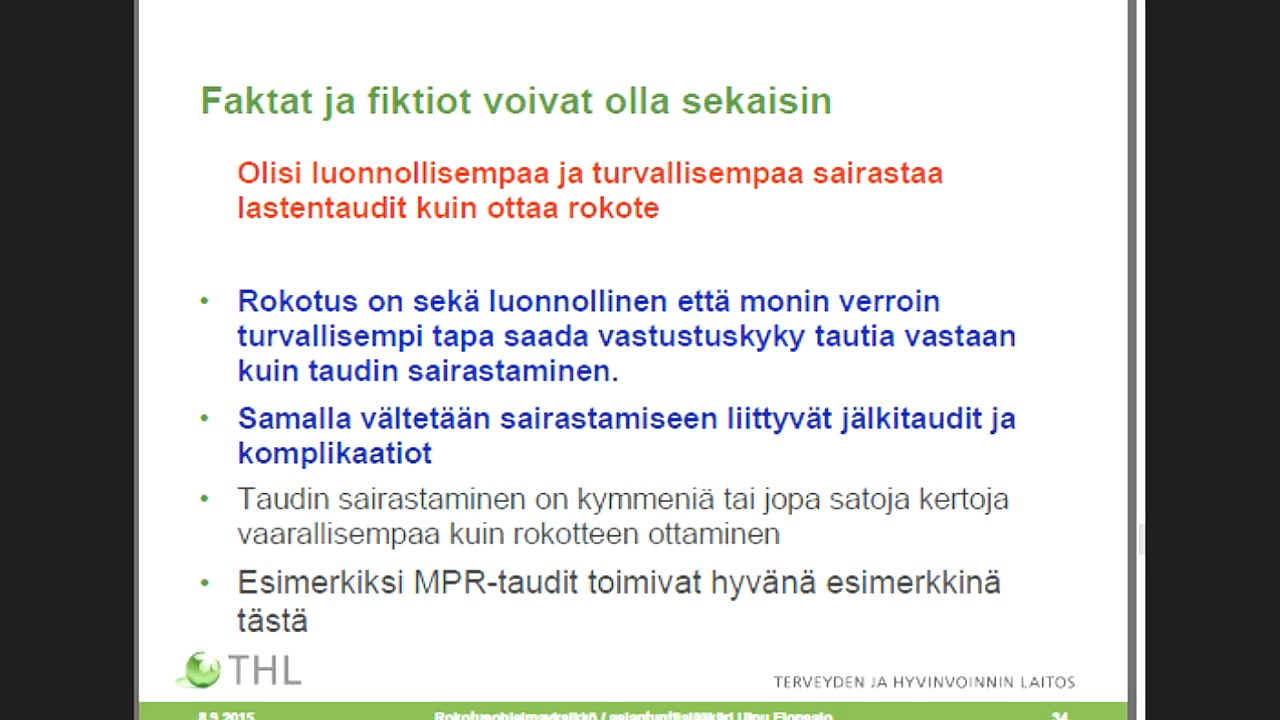 Faktat ja fiktiot voivat olla sekaisin
Olisi luonnollisempaa ja turvallisempaa sairastaa
lastentaudit kuin ottaa rokote
• Rokotus on sekä luonnollinen että monin verroin
turvallisempi tapa saada vastustuskyky tautia vastaan
kuin taudin sairastaminen.
• Samalla vältetään sairastamiseen liittyvät jälkitaudit ja
komplikaatiot
• Taudin sairastaminen on kymmeniä tai jopa satoja kertoja
vaarallisempaa kuin rokotteen ottaminen
• Esimerkiksi MPR-taudit toimivat hyvänä esimerkkinä
tästä
THL
TERVEYDEN JA HYVINVOINNIN LAITOS
8.9.2015 / 34